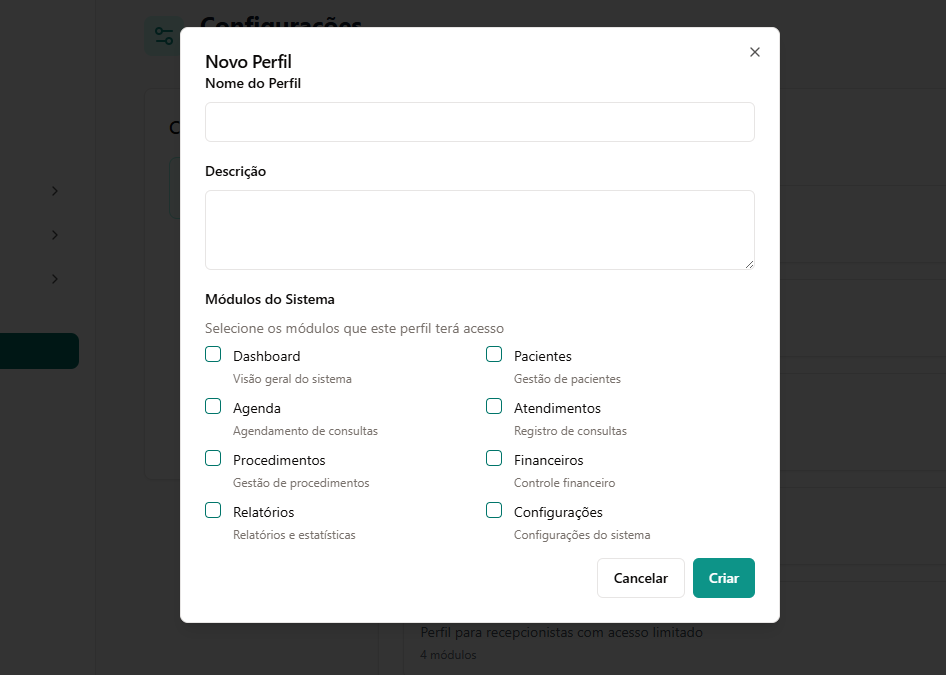 Configurações
Novo Perfil
Nome do Perfil
Descrição
Módulos do Sistema
Selecione os módulos que este perfil terá acesso
Dashboard
Visão geral do sistema
Pacientes
Gestão de pacientes
Agenda
Agendamento de consultas
Atendimentos
Registro de consultas
Procedimentos
Gestão de procedimentos
Financeiros
Controle financeiro
Relatórios
Relatórios e estatísticas
Configurações
Configurações do sistema
Cancelar
Criar
Perfil para recepcionistas com acesso limitado
4 módulos